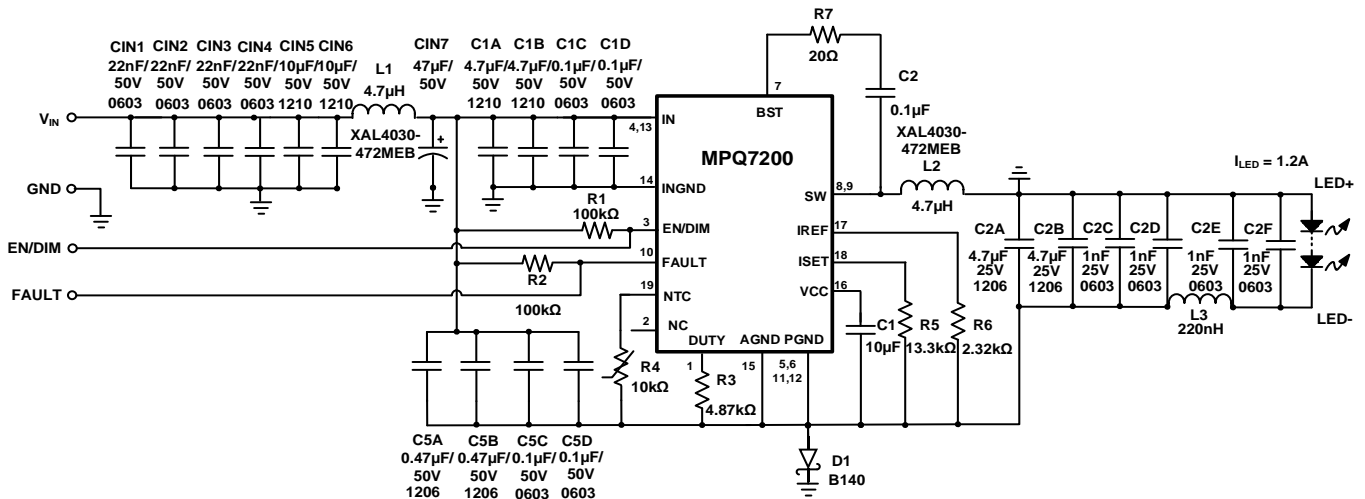 CIN1
22nF/
50V
0603
CIN2
22nF/
50V
0603
CIN3
22nF/
50V
0603
CIN4
22nF/
50V
0603
CIN5
10µF/
50V
1210
CIN6
10µF/
50V
1210
L1
4.7µH
XAL4030-
472MEB
CIN7
47µF/
50V
+
C1A
4.7µF/
50V
1210
C1B
4.7µF/
50V
1210
C1C
0.1µF/
50V
0603
C1D
0.1µF/
50V
0603
R7
20Ω
C2
0.1µF
XAL4030-
472MEB
L2
4.7µH
VIN
GND
EN/DIM
FAULT
R1
100kΩ
R2
100kΩ
MPQ7200
7
BST
4,13
IN
14
INGND
3
EN/DIM
10
FAULT
19
NTC
2
NC
DUTY
1
AGND
15
PGND
5,6
11,12
SW
8,9
IREF
17
ISET
18
VCC
16
R4
10kΩ
R3
4.87kΩ
C1
10µF
R5
13.3kΩ
R6
2.32kΩ
C5A
0.47µF/
50V
1206
C5B
0.47µF/
50V
1206
C5C
0.1µF/
50V
0603
C5D
0.1µF/
50V
0603
D1
B140
C2A
4.7µF
25V
1206
C2B
4.7µF
25V
1206
C2C
1nF
25V
0603
C2D
1nF
25V
0603
C2E
1nF
25V
0603
C2F
1nF
25V
0603
L3
220nH
ILED = 1.2A
LED+
LED-